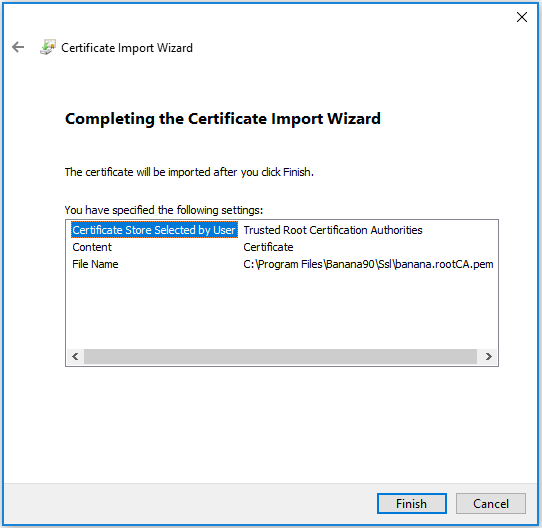 Certificate Import Wizard
Completing the Certificate Import Wizard
The certificate will be imported after you click Finish.
You have specified the following settings:
Certificate Store Selected by User Trusted Root Certification Authorities
Content Certificate
File Name C:\Program Files\Banana90\Ssl\banana.rootCA.pem
Finish Cancel